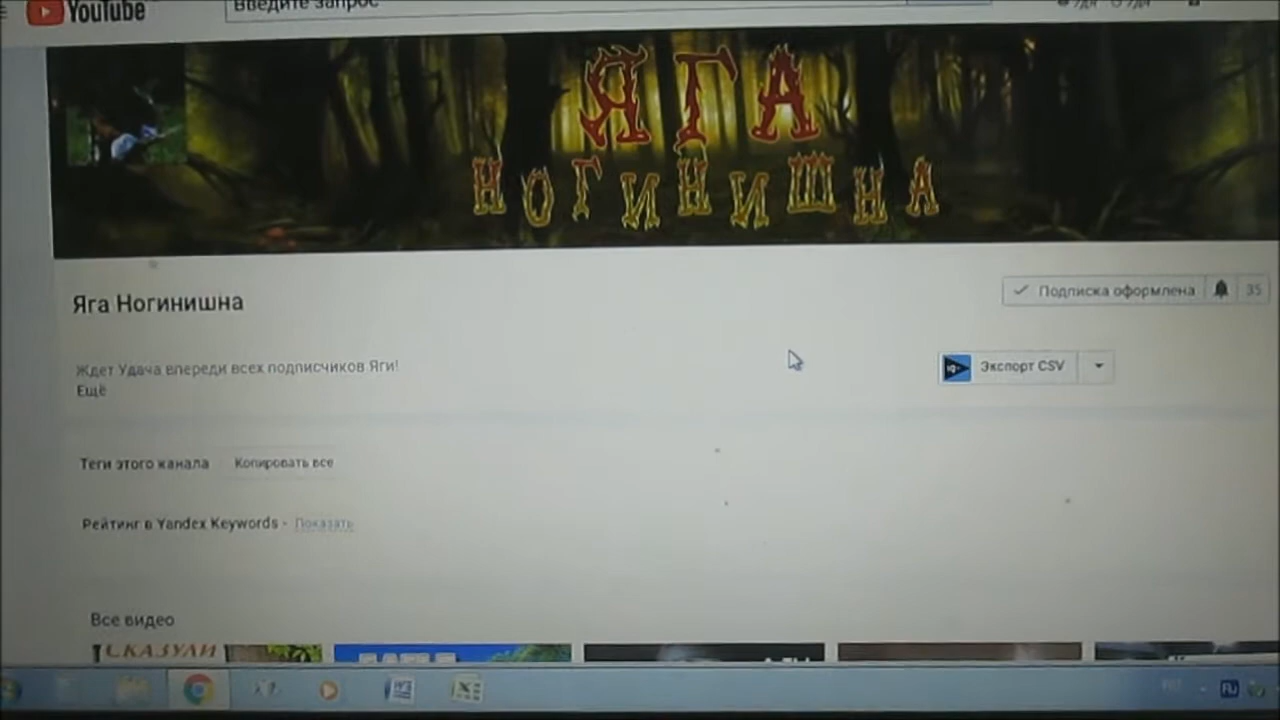 YouTube
Введите запрос
ЯГА
НОГИНИШНА
Яга Ногинишна
Подписка оформлена 35
Ждет Удача впереди всех подписчиков Яги!
Ещё
Экспорт CSV
Теги этого канала Копировать все
Рейтинг в Yandex Keywords - Показать
Все видео
СКАЗУЛИ
RU